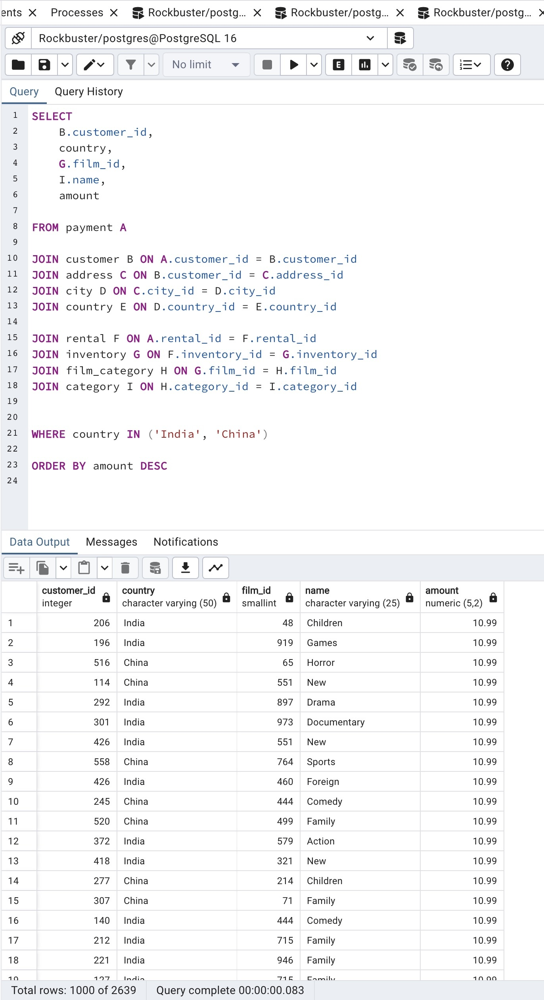 ents Processes Rockbuster/postg... Rockbuster/postg... Rockbuster/postg...
Rockbuster/postgres@PostgreSQL 16
No limit E
Query Query History
1 SELECT
2 B.customer_id,
3 country,
4 G.film_id,
5 I.name,
6 amount
7
8 FROM payment A
9
10 JOIN customer B ON A.customer_id = B.customer_id
11 JOIN address C ON B.customer_id = C.address_id
12 JOIN city D ON C.city_id = D.city_id
13 JOIN country E ON D.country_id = E.country_id
14
15 JOIN rental F ON A.rental_id = F.rental_id
16 JOIN inventory G ON F.inventory_id = G.inventory_id
17 JOIN film_category H ON G.film_id = H.film_id
18 JOIN category I ON H.category_id = I.category_id
19
20
21 WHERE country IN ('India', 'China')
22
23 ORDER BY amount DESC
24
Data Output Messages Notifications
customer_id country film_id name amount
integer character varying (50) smallint character varying (25) numeric (5,2)
1 206 India 48 Children 10.99
2 196 India 919 Games 10.99
3 516 China 65 Horror 10.99
4 114 China 551 New 10.99
5 292 India 897 Drama 10.99
6 301 India 973 Documentary 10.99
7 426 India 551 New 10.99
8 558 China 764 Sports 10.99
9 426 India 460 Foreign 10.99
10 245 China 444 Comedy 10.99
11 520 China 499 Family 10.99
12 372 India 579 Action 10.99
13 418 India 321 New 10.99
14 277 China 214 Children 10.99
15 307 China 71 Family 10.99
16 140 India 444 Comedy 10.99
17 212 India 715 Family 10.99
18 221 India 946 Family 10.99
19 127 India 715 Family 10.99
Total rows: 1000 of 2639 Query complete 00:00:00.083